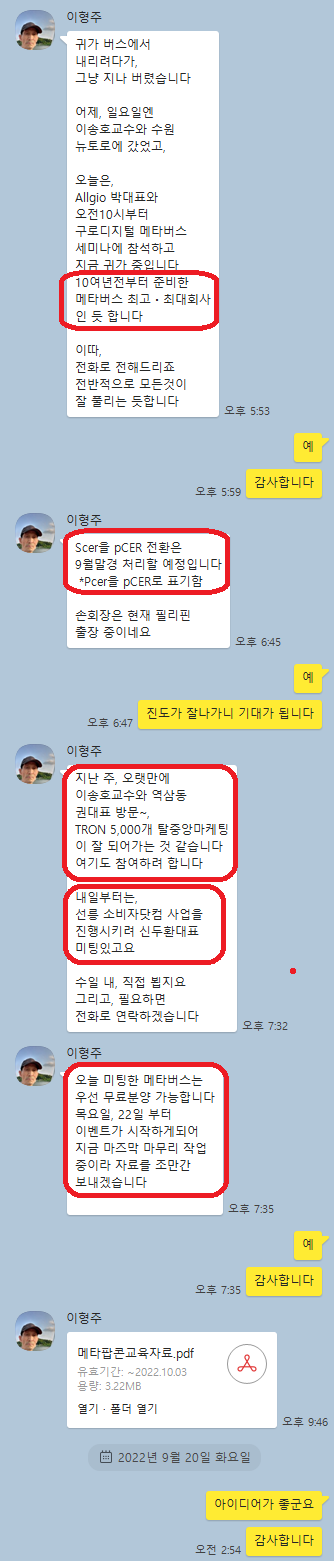 이형주
귀가 버스에서
내리려다가,
그냥 지나 버렸습니다
어제, 일요일엔
이송호교수와 수원
뉴토로에 갔었고,
오늘은,
Allgio 박대표와
오전10시부터
구로디지털 메타버스
세미나에 참석하고
지금 귀가 중입니다
10여년전부터 준비한
메타버스 최고・최대회사
인 듯 합니다
이따,
전화로 전해드리죠
전반적으로 모든것이
잘 풀리는 듯합니다
오후 5:53
예
감사합니다
오후 5:59
이형주
Scer을 pCER 전환은
9월말경 처리할 예정입니다
*Pcer을 pCER로 표기함
손회장은 현재 필리핀
출장 중이네요
오후 6:45
예
진도가 잘나가니 기대가 됩니다
오후 6:47
이형주
지난 주, 오랫만에
이송호교수와 역삼동
권대표 방문~,
TRON 5,000개 탈중앙마케팅
이 잘 되어가는 것 같습니다
여기도 참여하려 합니다
내일부터는,
선릉 소비자닷컴 사업을
진행시키려 신두환대표
미팅있고요
수일 내, 직접 뵙지요
그리고, 필요하면
전화로 연락하겠습니다
오후 7:32
이형주
오늘 미팅한 메타버스는
우선 무료분양 가능합니다
목요일, 22일 부터
이벤트가 시작하게되어
지금 마즈막 마무리 작업
중이라 자료를 조만간
보내겠습니다
오후 7:35
예
감사합니다
오후 7:35
이형주
메타팝콘교육자료.pdf
유효기간: ~2022.10.03
용량: 3.22MB
열기 · 폴더 열기
오후 9:46
2022년 9월 20일 화요일
아이디어가 좋군요
감사합니다
오전 2:54